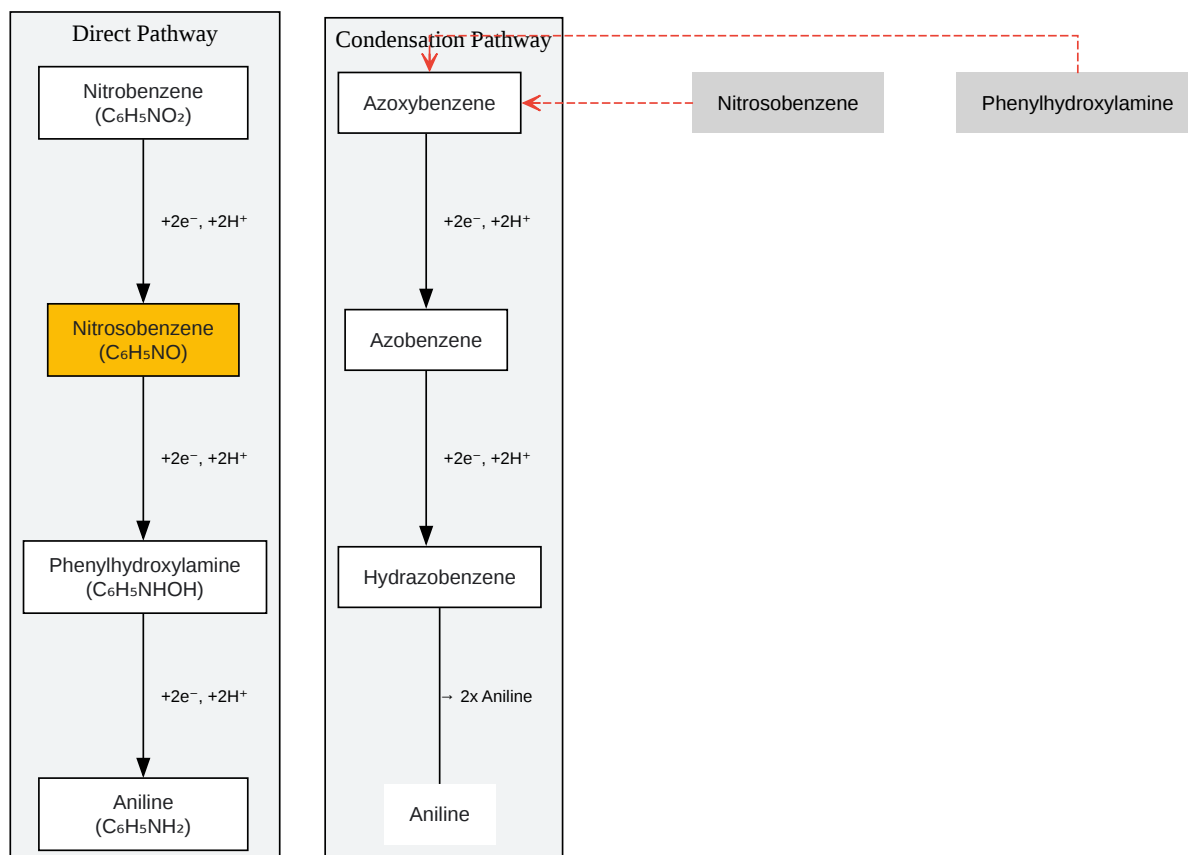 Direct Pathway
Nitrobenzene
(C₆H₅NO₂)
+2e⁻, +2H⁺
Nitrosobenzene
(C₆H₅NO)
+2e⁻, +2H⁺
Phenylhydroxylamine
(C₆H₅NHOH)
+2e⁻, +2H⁺
Aniline
(C₆H₅NH₂)
Condensation Pathway
Azoxybenzene
+2e⁻, +2H⁺
Azobenzene
+2e⁻, +2H⁺
Hydrazobenzene
→ 2x Aniline
Aniline
Nitrosobenzene
Phenylhydroxylamine